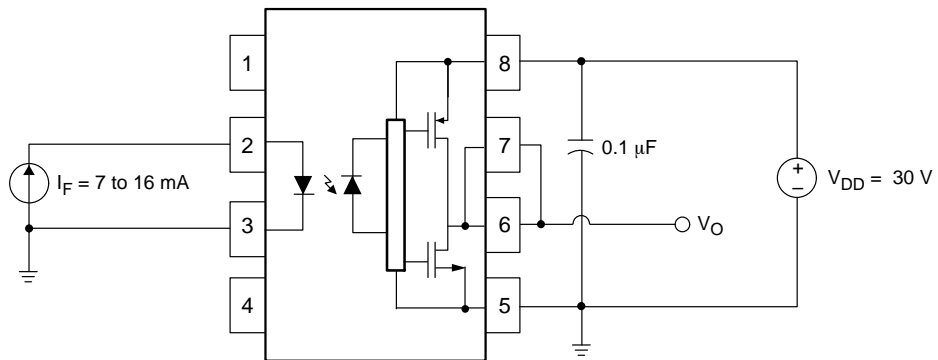 1
8
2
7
0.1 μF
I_F = 7 to 16 mA
+
–
V_DD = 30 V
3
6
V_O
4
5